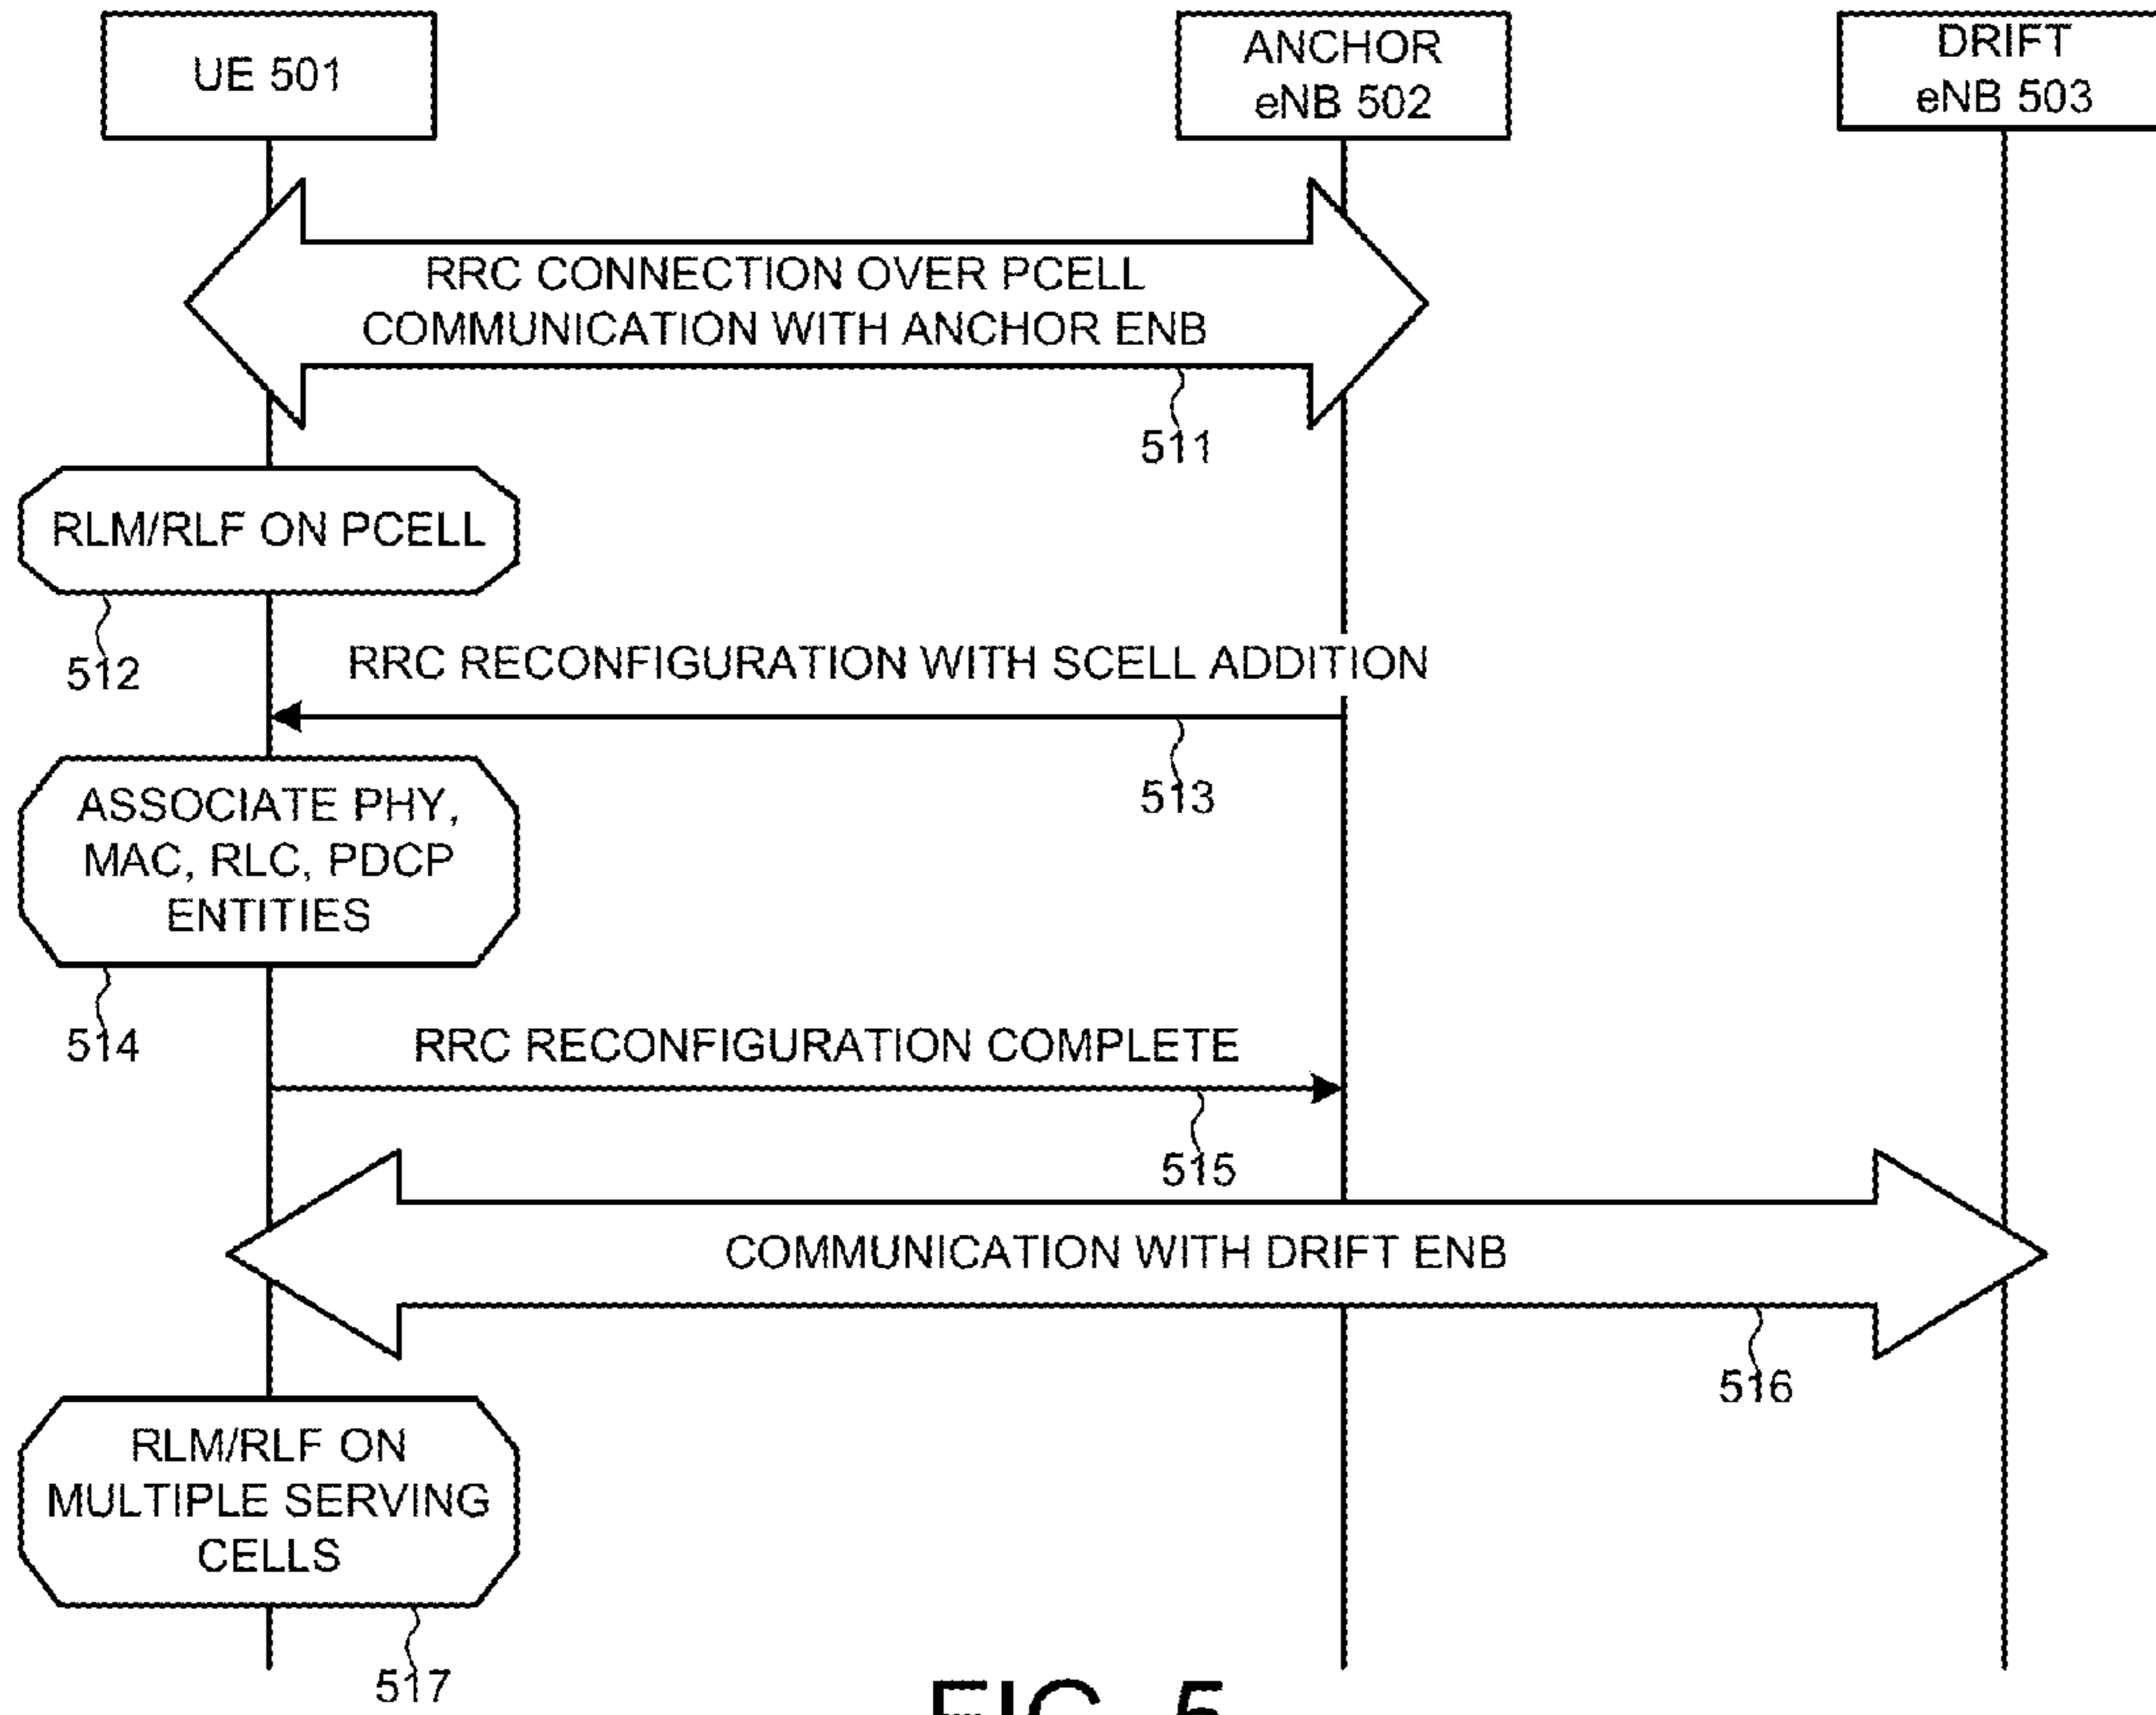 UE 501
ANCHOR
eNB 502
DRIFT
eNB 503
RRC CONNECTION OVER PCELL
COMMUNICATION WITH ANCHOR ENB
511
RLM/RLF ON PCELL
512
RRC RECONFIGURATION WITH SCELL ADDITION
513
ASSOCIATE PHY,
MAC, RLC, PDCP
ENTITIES
514
RRC RECONFIGURATION COMPLETE
515
COMMUNICATION WITH DRIFT ENB
516
RLM/RLF ON
MULTIPLE SERVING
CELLS
517
FIG. 5